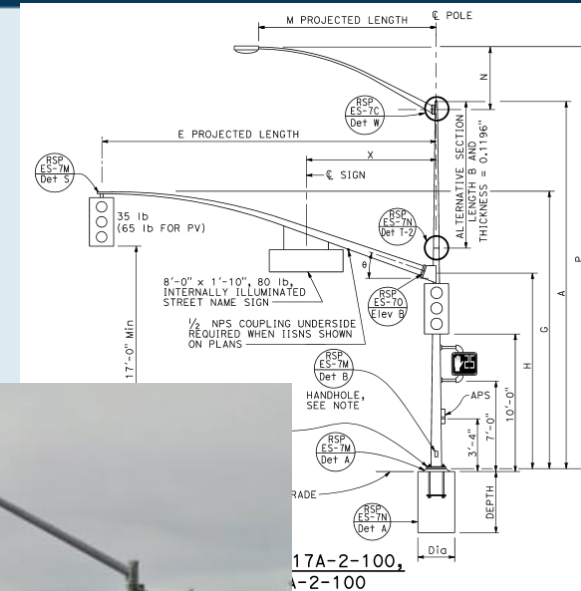 M PROJECTED LENGTH
℄ POLE
N
RSP
ES-7C
Det W
E PROJECTED LENGTH
X
℄ SIGN
RSP
ES-7M
Det S
35 lb
(65 lb FOR PV)
ALTERNATIVE SECTION
LENGTH B AND
THICKNESS = 0.1196"
RSP
ES-7N
Det T-2
θ
8'-0" x 1'-10", 80 lb,
INTERNALLY ILLUMINATED
STREET NAME SIGN
RSP
ES-7O
Elev B
½ NPS COUPLING UNDERSIDE
REQUIRED WHEN IISNS SHOWN
ON PLANS
17'-0" Min
RSP
ES-7M
Det B
HANDHOLE,
SEE NOTE
APS
3'-4"
7'-0"
10'-0"
H
G
A
RSP
ES-7M
Det A
RADE
RSP
ES-7N
Det A
DEPTH
Dia
17A-2-100,
A-2-100